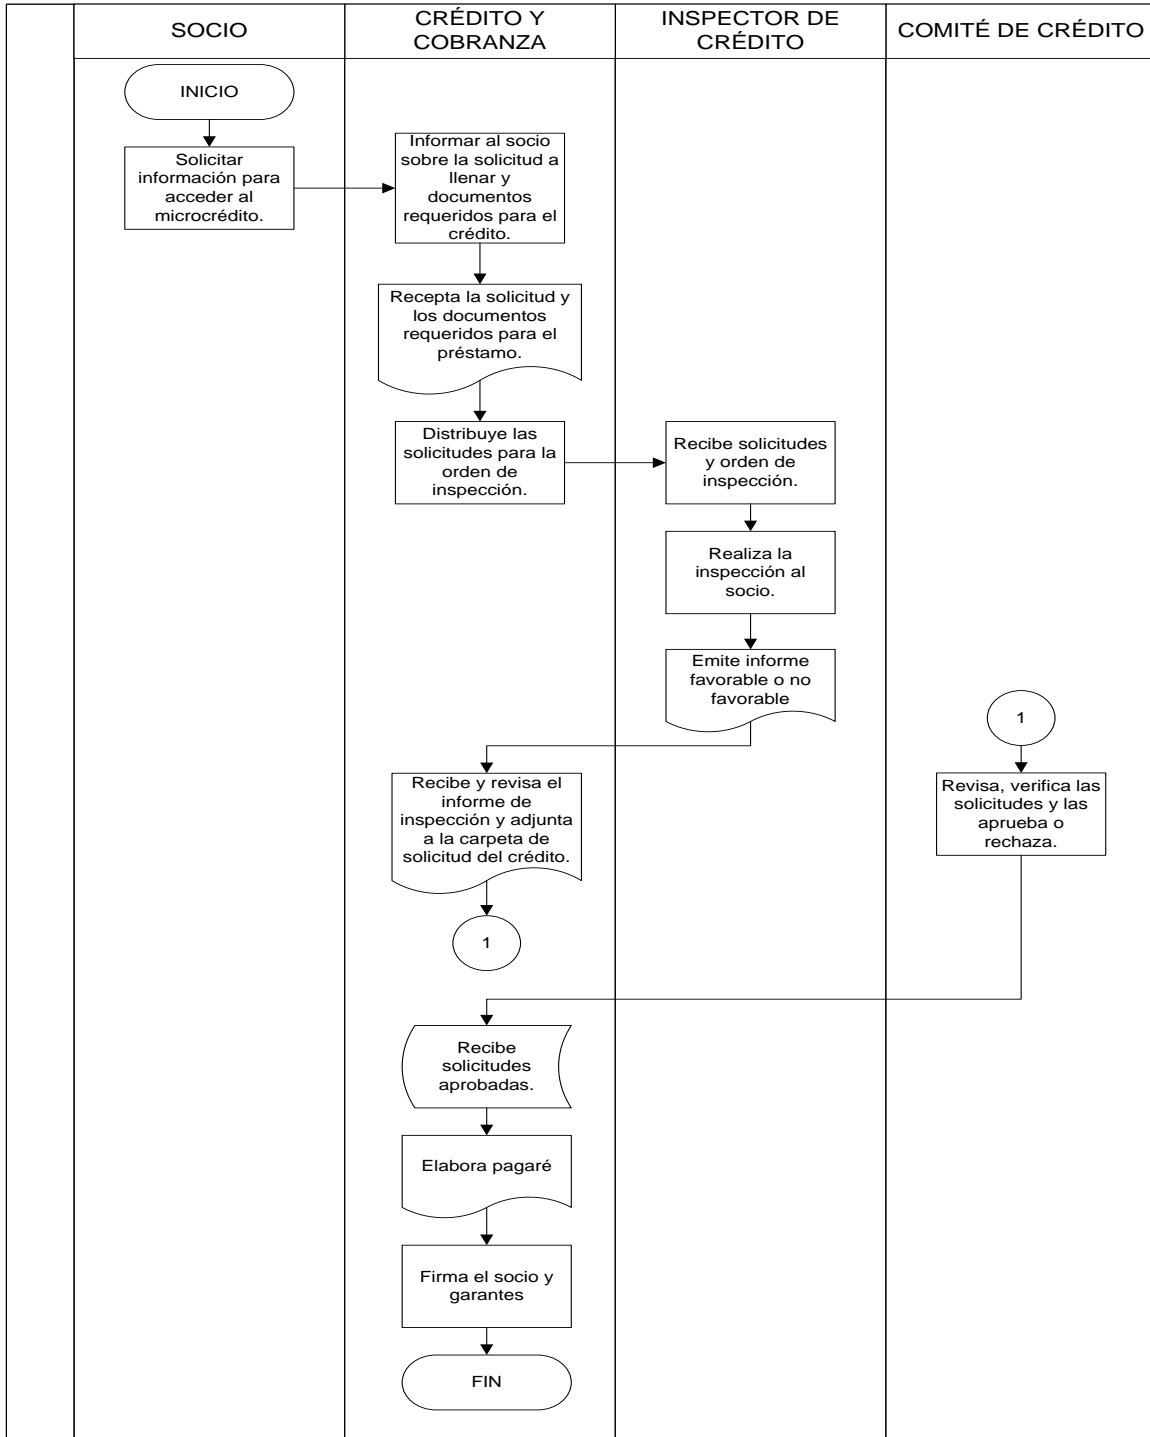 SOCIO
CRÉDITO Y
COBRANZA
INSPECTOR DE
CRÉDITO
COMITÉ DE CRÉDITO
INICIO
Solicitar
información para
acceder al
microcrédito.
Informar al socio
sobre la solicitud a
llenar y
documentos
requeridos para el
crédito.
Recepta la solicitud y
los documentos
requeridos para el
préstamo.
Distribuye las
solicitudes para la
orden de
inspección.
Recibe solicitudes
y orden de
inspección.
Realiza la
inspección al
socio.
Emite informe
favorable o no
favorable
Recibe y revisa el
informe de
inspección y adjunta
a la carpeta de
solicitud del crédito.
1
1
Revisa, verifica las
solicitudes y las
aprueba o
rechaza.
Recibe
solicitudes
aprobadas.
Elabora pagaré
Firma el socio y
garantes
FIN